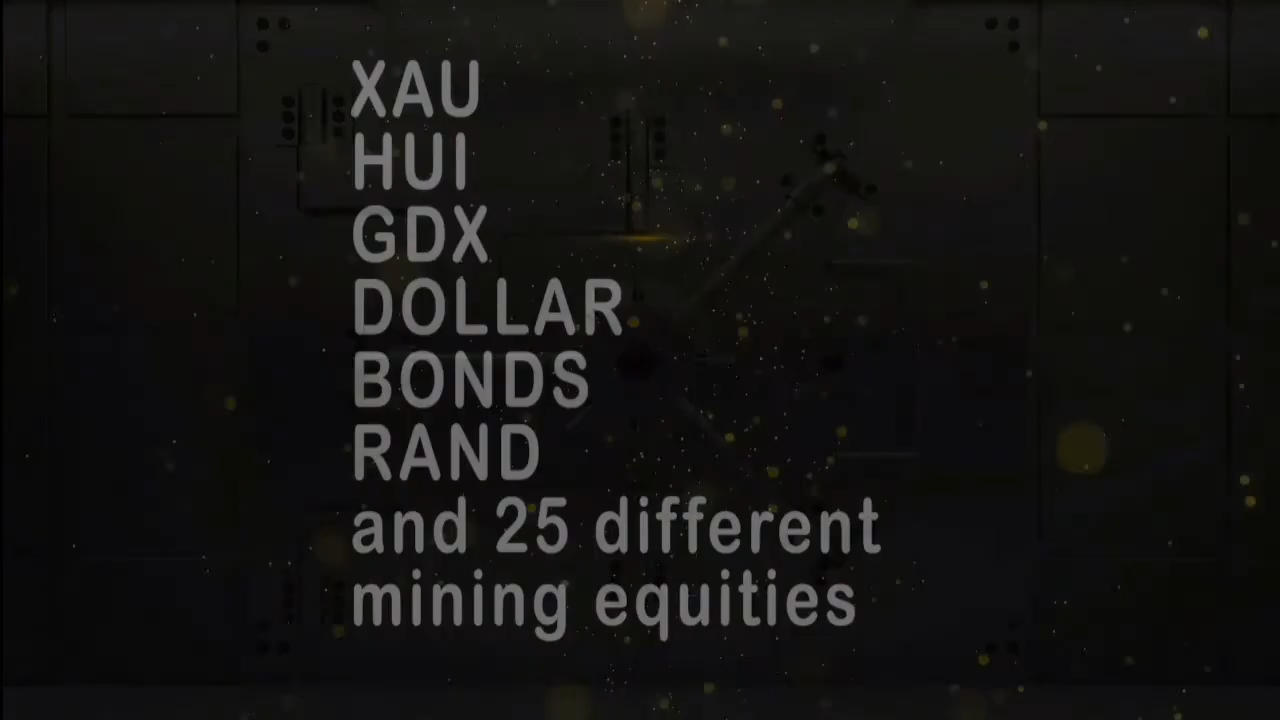 XAU
HUI
GDX
DOLLAR
BONDS
RAND
and 25 different
mining equities